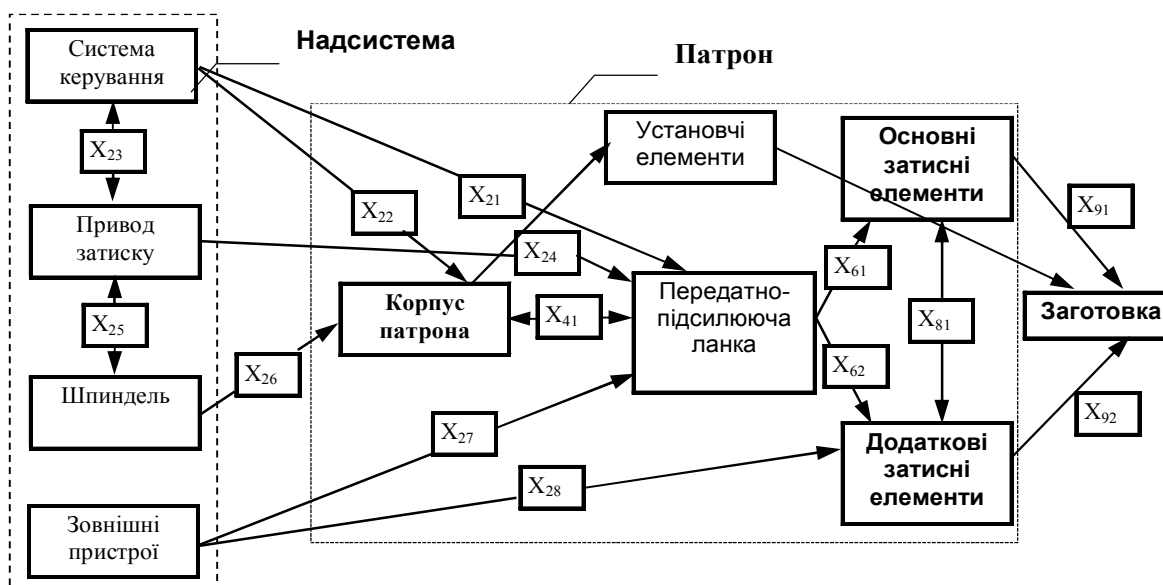 Надсистема
Патрон
Система
керування
X23
Привод
затиску
X25
Шпиндель
Зовнішні
пристрої
X22
X21
X24
X26
X27
X28
Корпус
патрона
X41
Установчі
елементи
Передатно-
підсилююча
ланка
X61
X62
Основні
затисні
елементи
X81
Додаткові
затисні
елементи
X91
X92
Заготовка